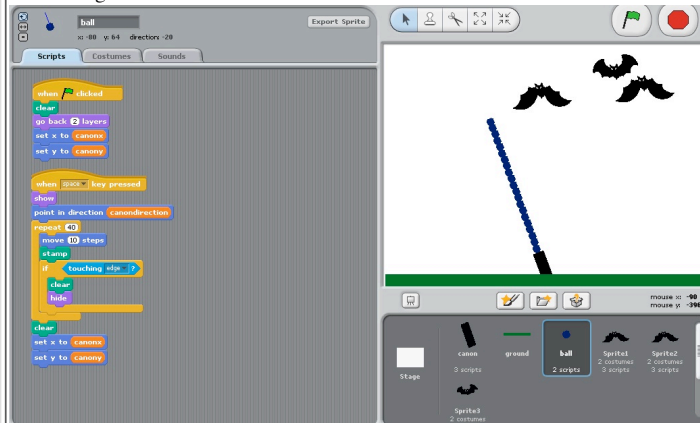 ball
Export Sprite
x: -80 y: 64 direction: -20
Scripts
Costumes
Sounds
when clicked
clear
go back 2 layers
set x to canonx
set y to canony
when space key pressed
show
point in direction canondirection
repeat 40
move 10 steps
stamp
if touching edge ?
clear
hide
clear
set x to canonx
set y to canony
mouse x: -90
mouse y: -396
Stage
canon
3 scripts
ground
ball
2 scripts
Sprite1
2 costumes
3 scripts
Sprite2
2 costumes
3 scripts
Sprite3
2 costumes